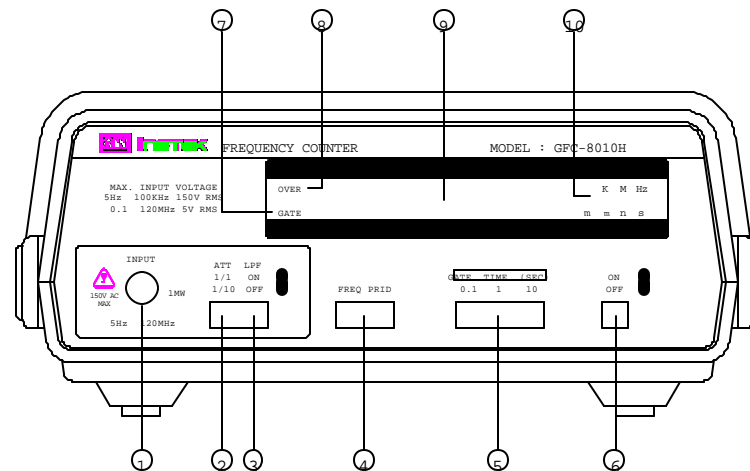 7 8 9 10
FREQUENCY COUNTER MODEL : GFC-8010H
MAX. INPUT VOLTAGE
5Hz 100KHz 150V RMS
0.1 120MHz 5V RMS
OVER K M Hz
GATE m m n s
INPUT
150V AC
MAX
1MW
5Hz 120MHz
ATT LPF
1/1 ON
1/10 OFF
FREQ PRID
GATE TIME (SEC)
0.1 1 10
ON
OFF
1 2 3 4 5 6